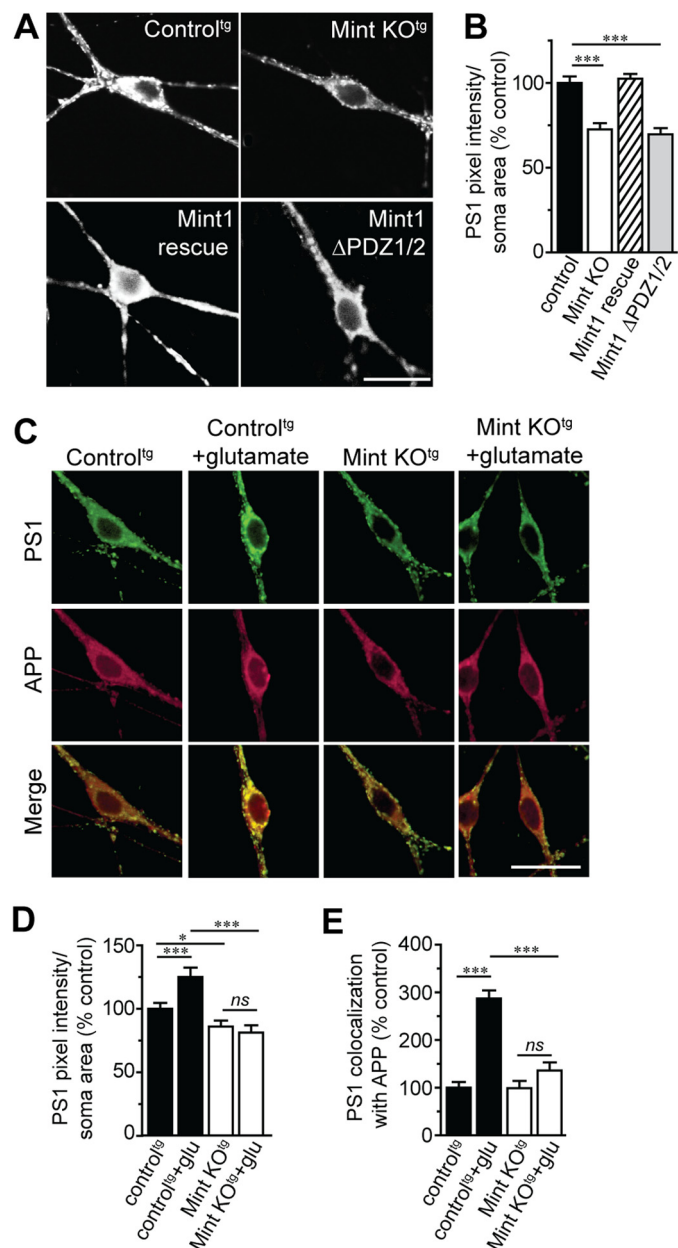 A
Control^tg
Mint KO^tg
Mint1
rescue
Mint1
ΔPDZ1/2
B
PS1 pixel intensity/
soma area (% control)
100
75
50
0
***
***
control
Mint KO
Mint1 rescue
Mint1 ΔPDZ1/2
C
Control^tg
Control^tg
+glutamate
Mint KO^tg
Mint KO^tg
+glutamate
PS1
APP
Merge
D
PS1 pixel intensity/
soma area (% control)
150
100
50
0
*
***
***
ns
control^tg
control^tg+glu
Mint KO^tg
Mint KO^tg+glu
E
PS1 colocalization
with APP (% control)
400
300
200
100
0
***
***
ns
control^tg
control^tg+glu
Mint KO^tg
Mint KO^tg+glu